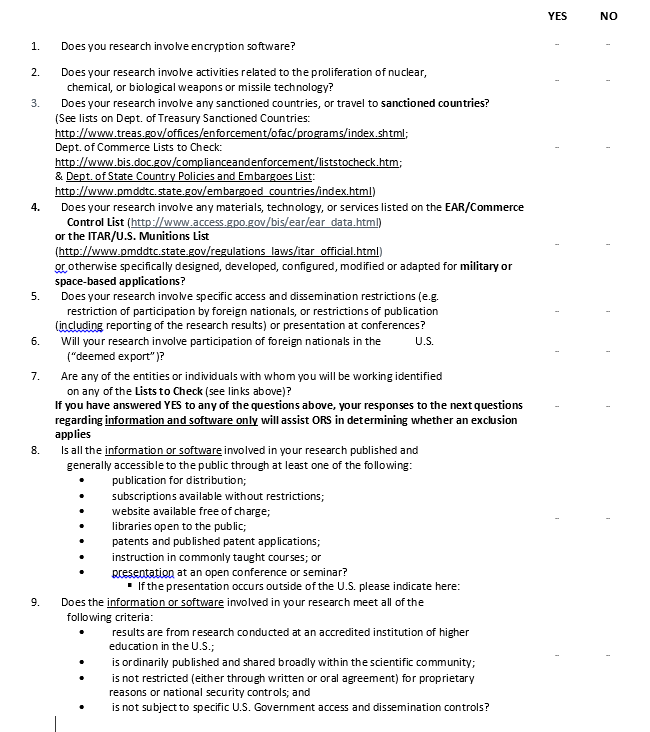 YES NO
1. Does you research involve encryption software? - -
2. Does your research involve activities related to the proliferation of nuclear, - -
chemical, or biological weapons or missile technology?
3. Does your research involve any sanctioned countries, or travel to sanctioned countries?
(See lists on Dept. of Treasury Sanctioned Countries:
http://www.treas.gov/offices/enforcement/ofac/programs/index.shtml;
Dept. of Commerce Lists to Check: - -
http://www.bis.doc.gov/complianceandenforcement/liststocheck.htm;
& Dept. of State Country Policies and Embargoes List:
http://www.pmddtc.state.gov/embargoed_countries/index.html)
4. Does your research involve any materials, technology, or services listed on the EAR/Commerce
Control List (http://www.access.gpo.gov/bis/ear/ear_data.html)
or the ITAR/U.S. Munitions List - -
(http://www.pmddtc.state.gov/regulations_laws/itar_official.html)
or otherwise specifically designed, developed, configured, modified or adapted for military or
space-based applications?
5. Does your research involve specific access and dissemination restrictions (e.g.
restriction of participation by foreign nationals, or restrictions of publication - -
(including reporting of the research results) or presentation at conferences?
6. Will your research involve participation of foreign nationals in the U.S. - -
("deemed export")?
7. Are any of the entities or individuals with whom you will be working identified
on any of the Lists to Check (see links above)?
If you have answered YES to any of the questions above, your responses to the next questions - -
regarding information and software only will assist ORS in determining whether an exclusion
applies
8. Is all the information or software involved in your research published and
generally accessible to the public through at least one of the following:
• publication for distribution;
• subscriptions available without restrictions;
• website available free of charge; - -
• libraries open to the public;
• patents and published patent applications;
• instruction in commonly taught courses; or
• presentation at an open conference or seminar?
▪ If the presentation occurs outside of the U.S. please indicate here:
9. Does the information or software involved in your research meet all of the
following criteria:
• results are from research conducted at an accredited institution of higher
education in the U.S.; - -
• is ordinarily published and shared broadly within the scientific community;
• is not restricted (either through written or oral agreement) for proprietary
reasons or national security controls; and
• is not subject to specific U.S. Government access and dissemination controls?